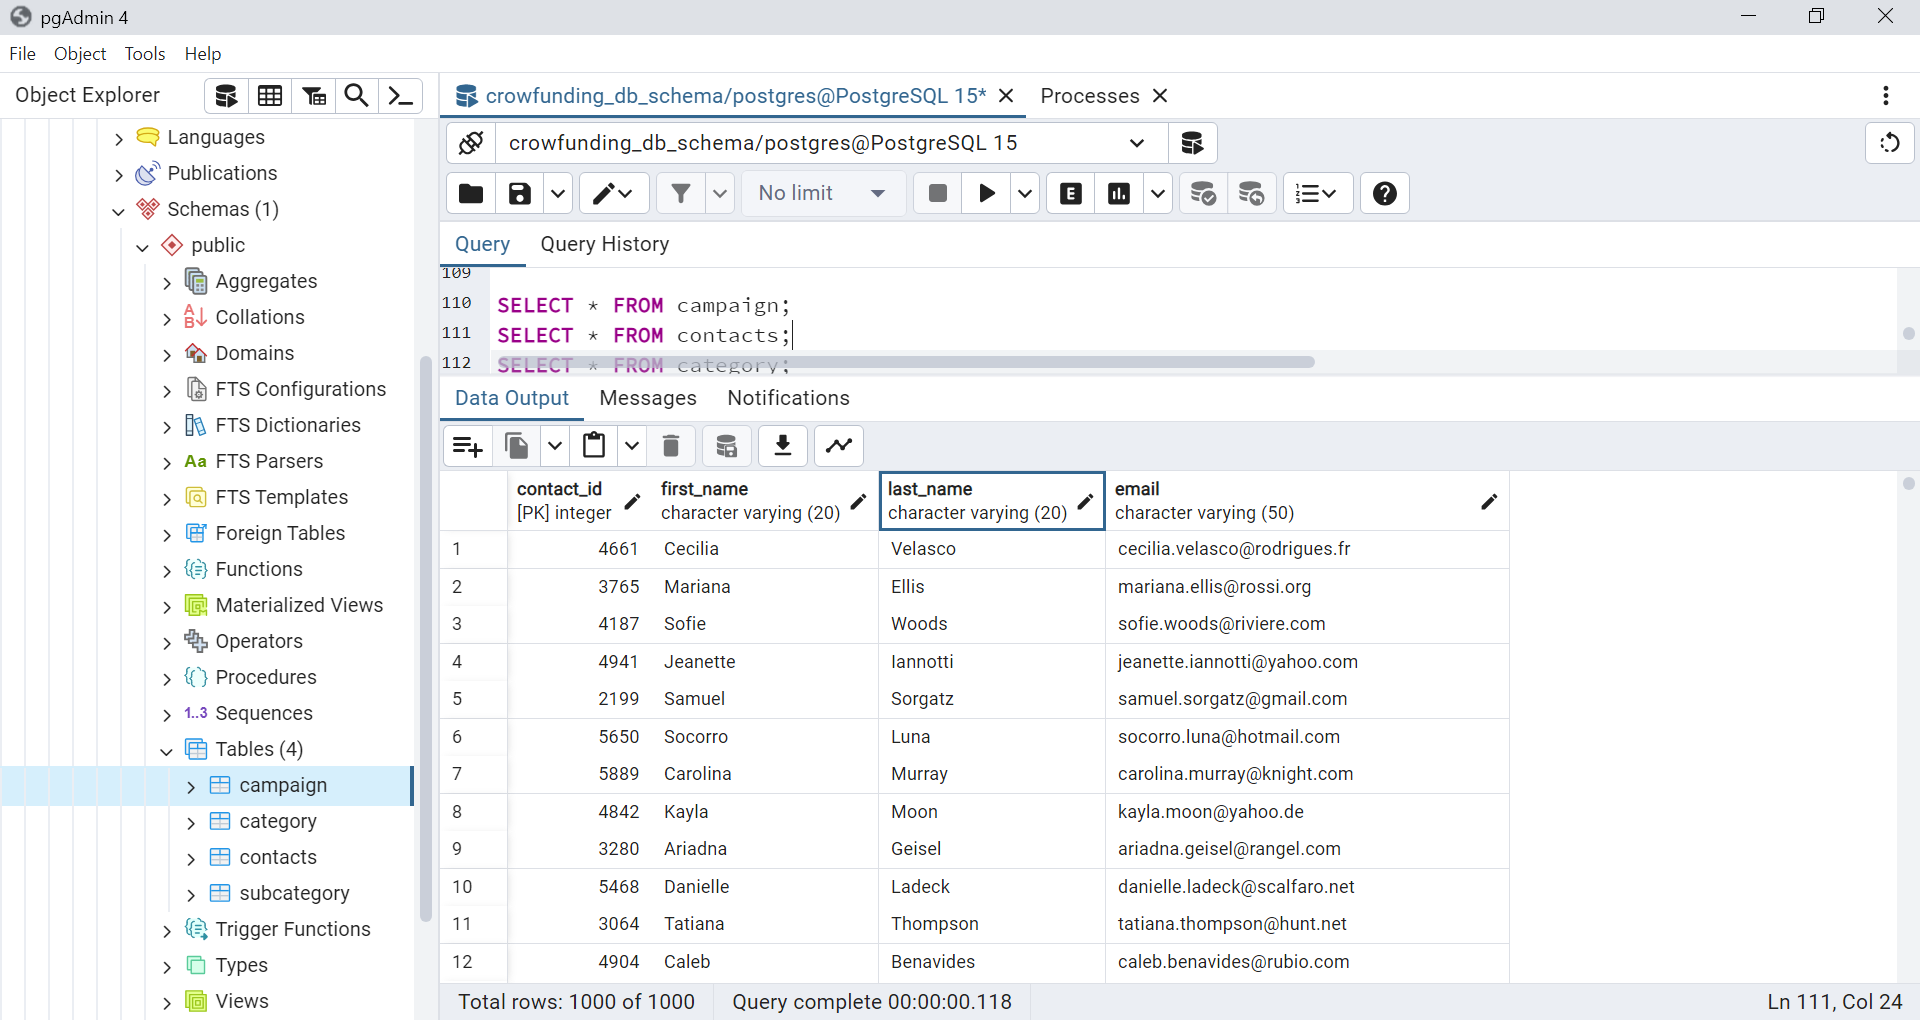 pgAdmin 4
File Object Tools Help
Object Explorer
crowfunding_db_schema/postgres@PostgreSQL 15* Processes
Languages
Publications
Schemas (1)
public
Aggregates
Collations
Domains
FTS Configurations
FTS Dictionaries
Aa FTS Parsers
FTS Templates
Foreign Tables
Functions
Materialized Views
Operators
Procedures
1..3 Sequences
Tables (4)
campaign
category
contacts
subcategory
Trigger Functions
Types
Views
crowfunding_db_schema/postgres@PostgreSQL 15
No limit E
Query Query History
109
110 SELECT * FROM campaign;
111 SELECT * FROM contacts;
112 SELECT * FROM category;
Data Output Messages Notifications
contact_id first_name last_name email
[PK] integer character varying (20) character varying (20) character varying (50)
1 4661 Cecilia Velasco cecilia.velasco@rodrigues.fr
2 3765 Mariana Ellis mariana.ellis@rossi.org
3 4187 Sofie Woods sofie.woods@riviere.com
4 4941 Jeanette Iannotti jeanette.iannotti@yahoo.com
5 2199 Samuel Sorgatz samuel.sorgatz@gmail.com
6 5650 Socorro Luna socorro.luna@hotmail.com
7 5889 Carolina Murray carolina.murray@knight.com
8 4842 Kayla Moon kayla.moon@yahoo.de
9 3280 Ariadna Geisel ariadna.geisel@rangel.com
10 5468 Danielle Ladeck danielle.ladeck@scalfaro.net
11 3064 Tatiana Thompson tatiana.thompson@hunt.net
12 4904 Caleb Benavides caleb.benavides@rubio.com
Total rows: 1000 of 1000 Query complete 00:00:00.118 Ln 111, Col 24